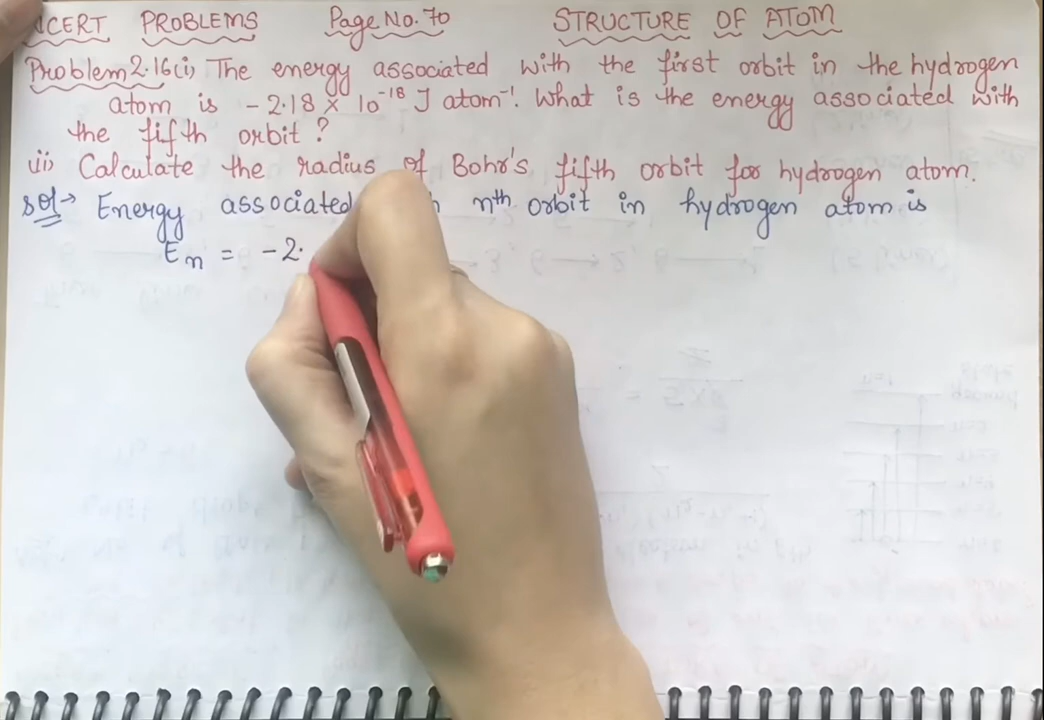 NCERT PROBLEMS Page No. 70 STRUCTURE OF ATOM
Problem 2.16(i) The energy associated with the first orbit in the hydrogen
atom is -2.18 × 10⁻¹⁸ J atom⁻¹. What is the energy associated with
the fifth orbit?
(ii) Calculate the radius of Bohr's fifth orbit for hydrogen atom.
Sol→ Energy associated nth orbit in hydrogen atom is
Eₙ = -2.